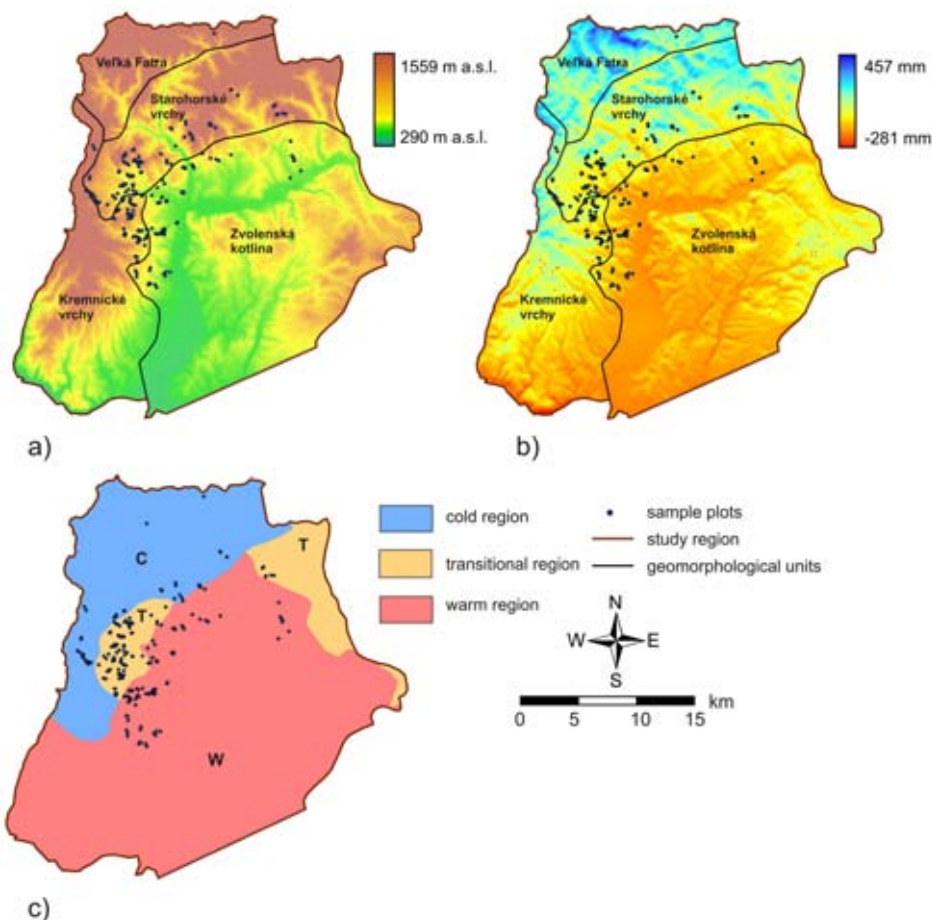 Veľká Fatra
Starohorské
vrchy
Zvolenská
kotlina
Kremnické
vrchy
1559 m a.s.l.
290 m a.s.l.
a)
Veľká Fatra
Starohorské
vrchy
Zvolenská
kotlina
Kremnické
vrchy
457 mm
-281 mm
b)
C
T
T
W
c)
cold region
transitional region
warm region
sample plots
study region
geomorphological units
N
W E
S
km
0 5 10 15